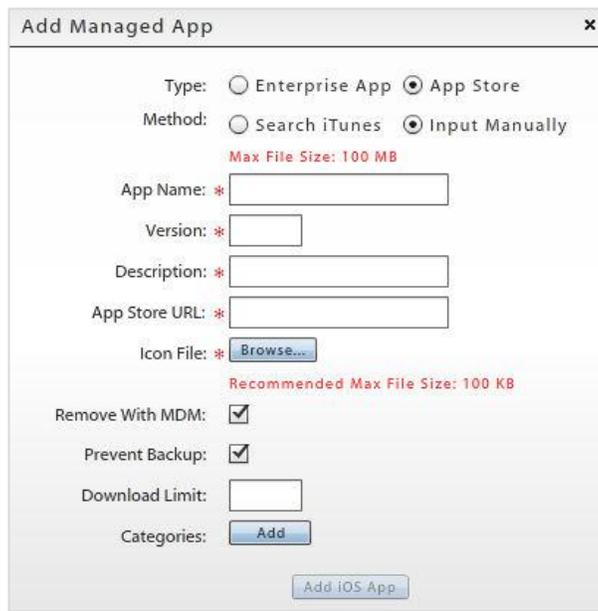 Add Managed App
Type: Enterprise App App Store
Method: Search iTunes Input Manually
Max File Size: 100 MB
App Name: *
Version: *
Description: *
App Store URL: *
Icon File: * Browse...
Recommended Max File Size: 100 KB
Remove With MDM:
Prevent Backup:
Download Limit:
Categories: Add
Add iOS App